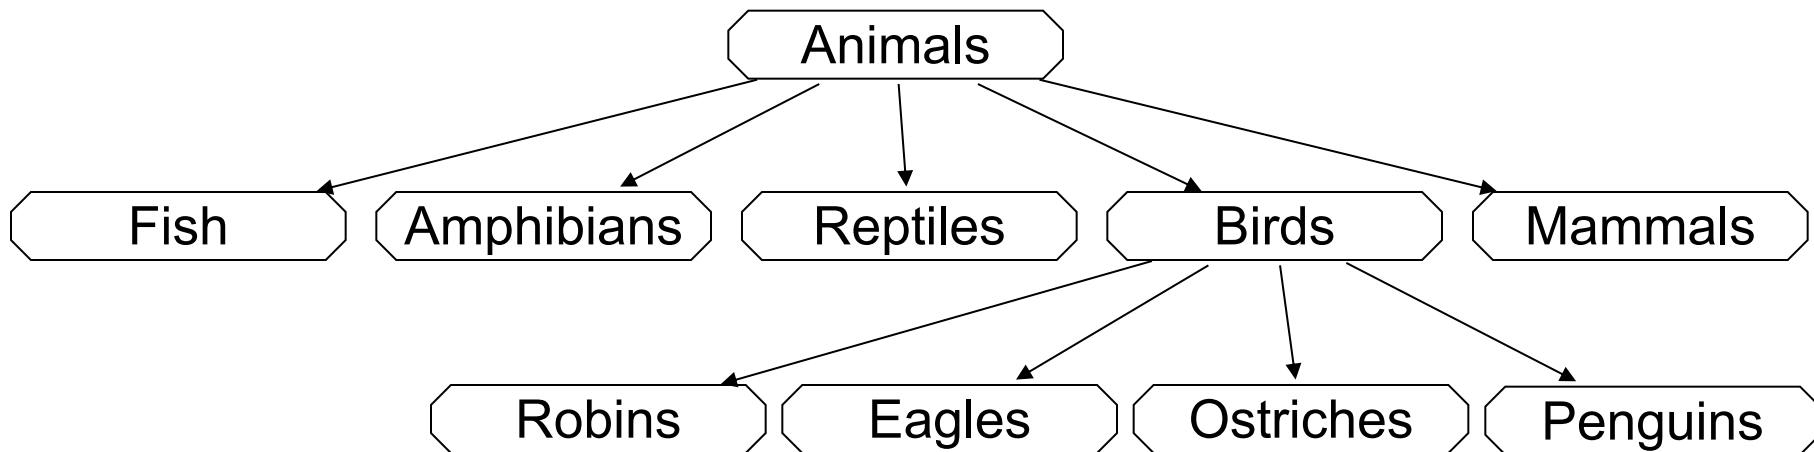 Animals
Fish
Amphibians
Reptiles
Birds
Mammals
Robins
Eagles
Ostriches
Penguins